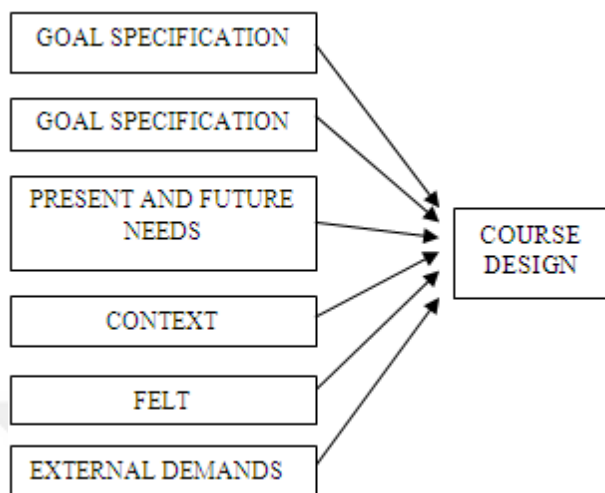 GOAL SPECIFICATION
GOAL SPECIFICATION
PRESENT AND FUTURE
NEEDS
CONTEXT
FELT
EXTERNAL DEMANDS
COURSE
DESIGN